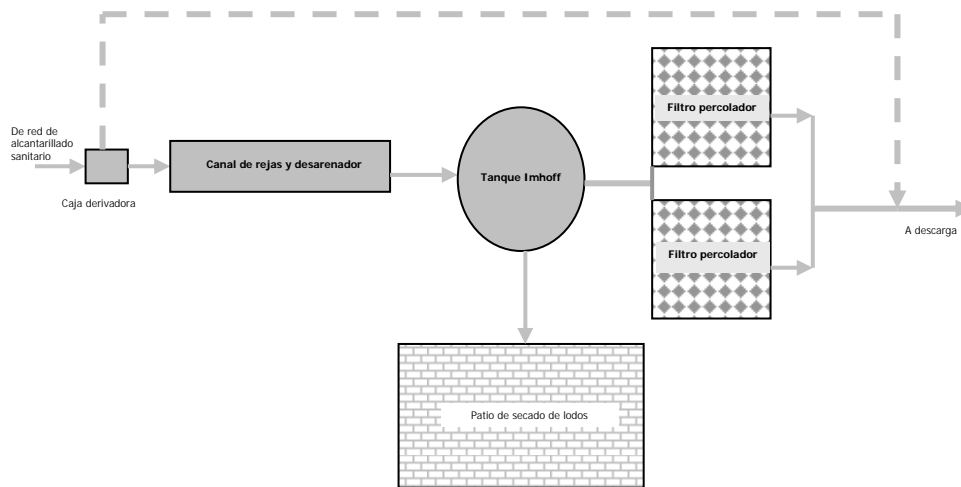 De red de
alcantarillado
sanitario
Caja derivadora
Canal de rejas y desarenador
Tanque Imhoff
Filtro percolador
Filtro percolador
A descarga
Patio de secado de lodos